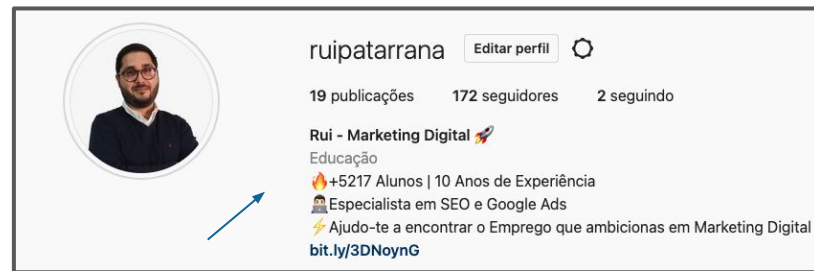 ruipatarrana Editar perfil
19 publicações 172 seguidores 2 seguindo
Rui - Marketing Digital 🚀
Educação
🔥+5217 Alunos | 10 Anos de Experiência
👨🏻‍💻Especialista em SEO e Google Ads
⚡Ajudo-te a encontrar o Emprego que ambicionas em Marketing Digital
bit.ly/3DNoynG